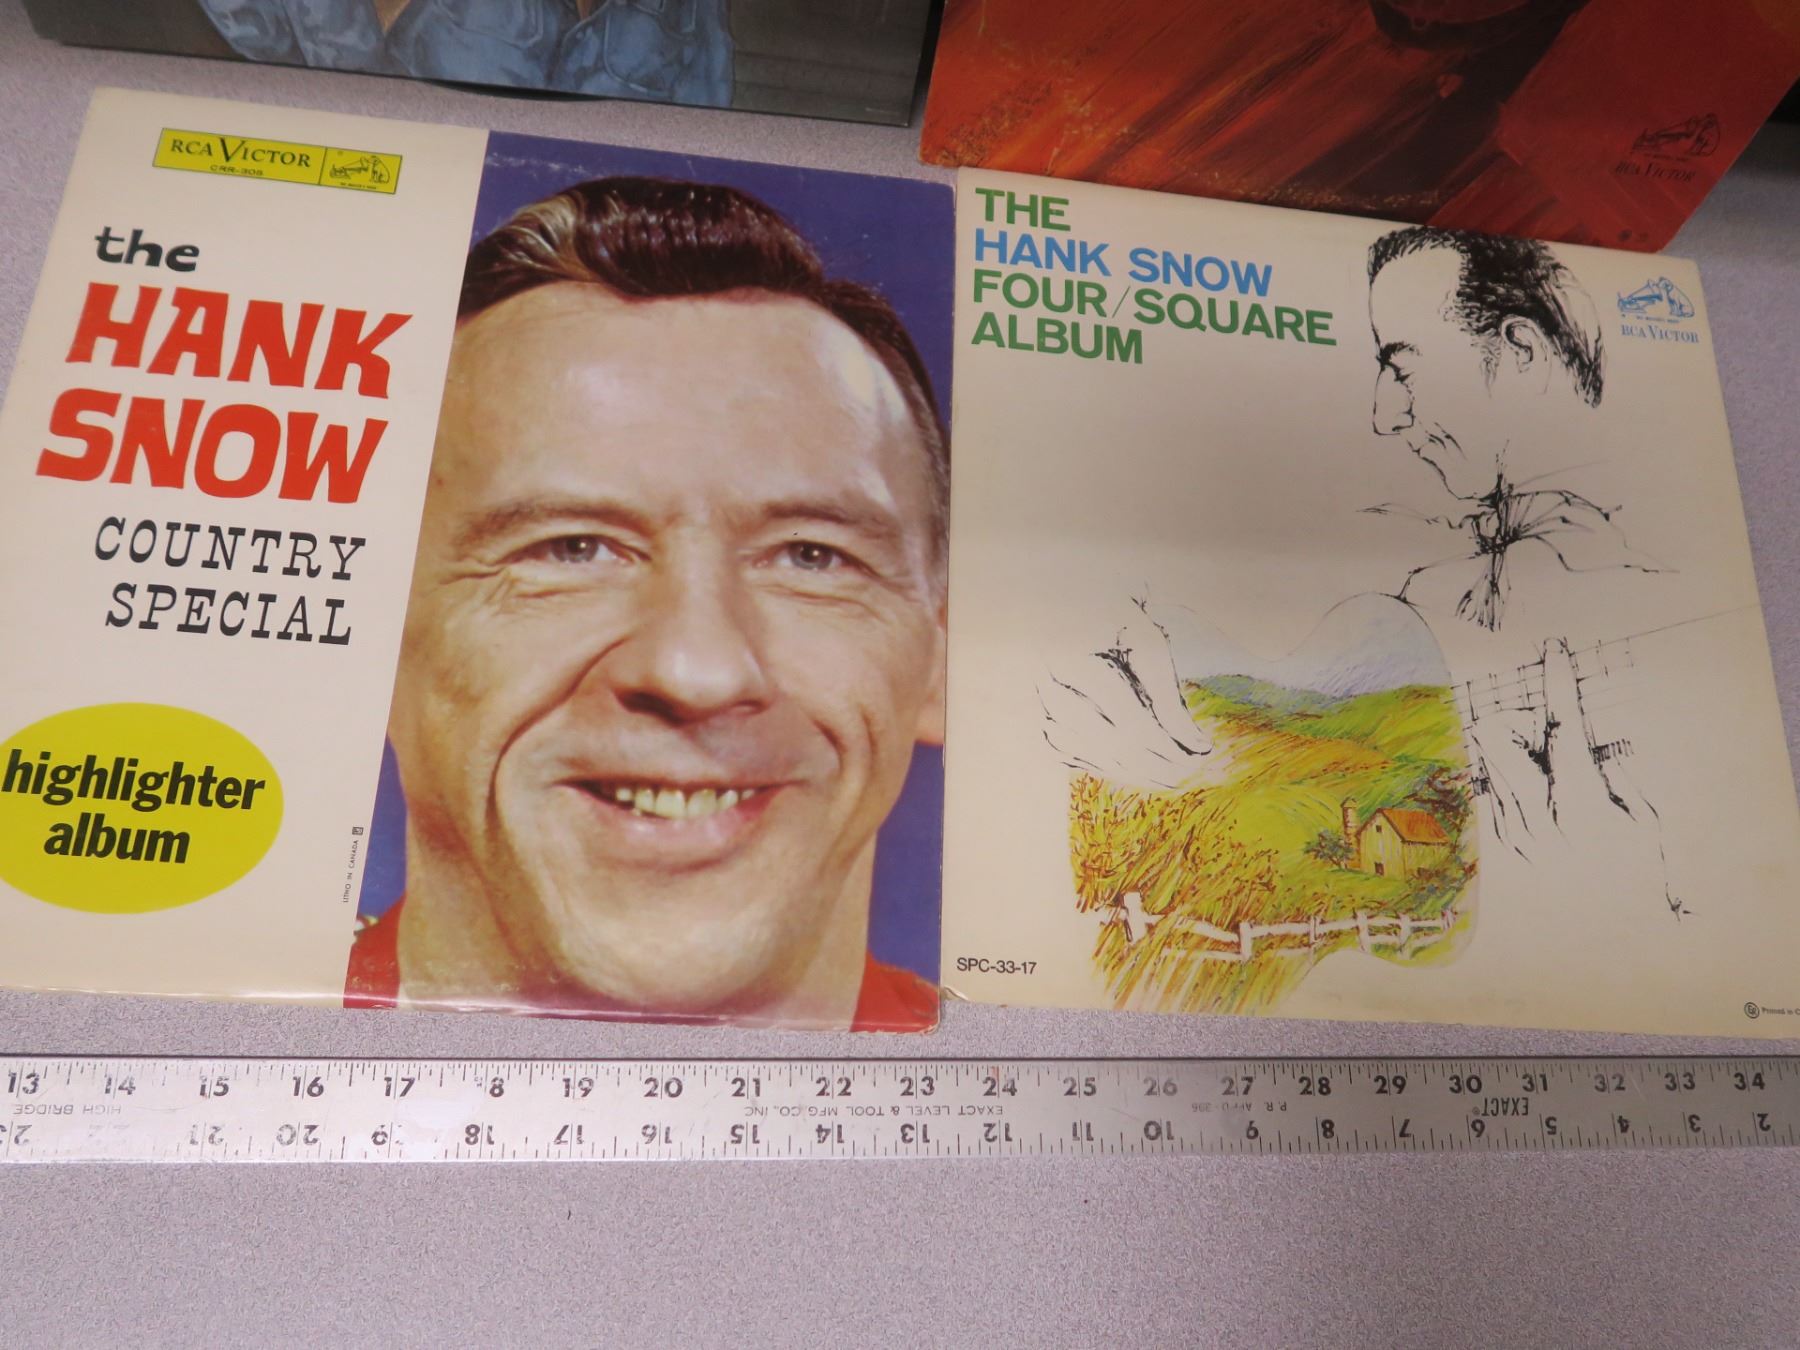 RCA VICTOR
CRR-308
the
HANK
SNOW
COUNTRY
SPECIAL
highlighter
album
LITHO IN CANADA
THE
HANK SNOW
FOUR/SQUARE
ALBUM
RCA VICTOR
SPC-33-17
Printed in
RCA VICTOR
13 14 15 16 17 18 19 20 21 22 23 24 25 26 27 28 29 30 31 32 33 34
HIGH BRIDGE EXACT LEVEL & TOOL MFG CO., INC EXACT
23 22 21 20 19 18 17 16 15 14 13 12 11 10 9 8 7 6 5 4 3 2